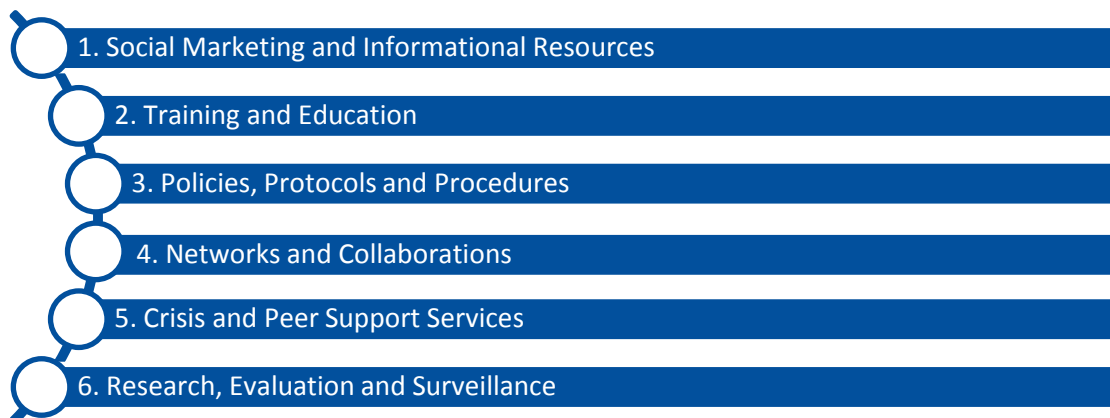 1. Social Marketing and Informational Resources
2. Training and Education
3. Policies, Protocols and Procedures
4. Networks and Collaborations
5. Crisis and Peer Support Services
6. Research, Evaluation and Surveillance